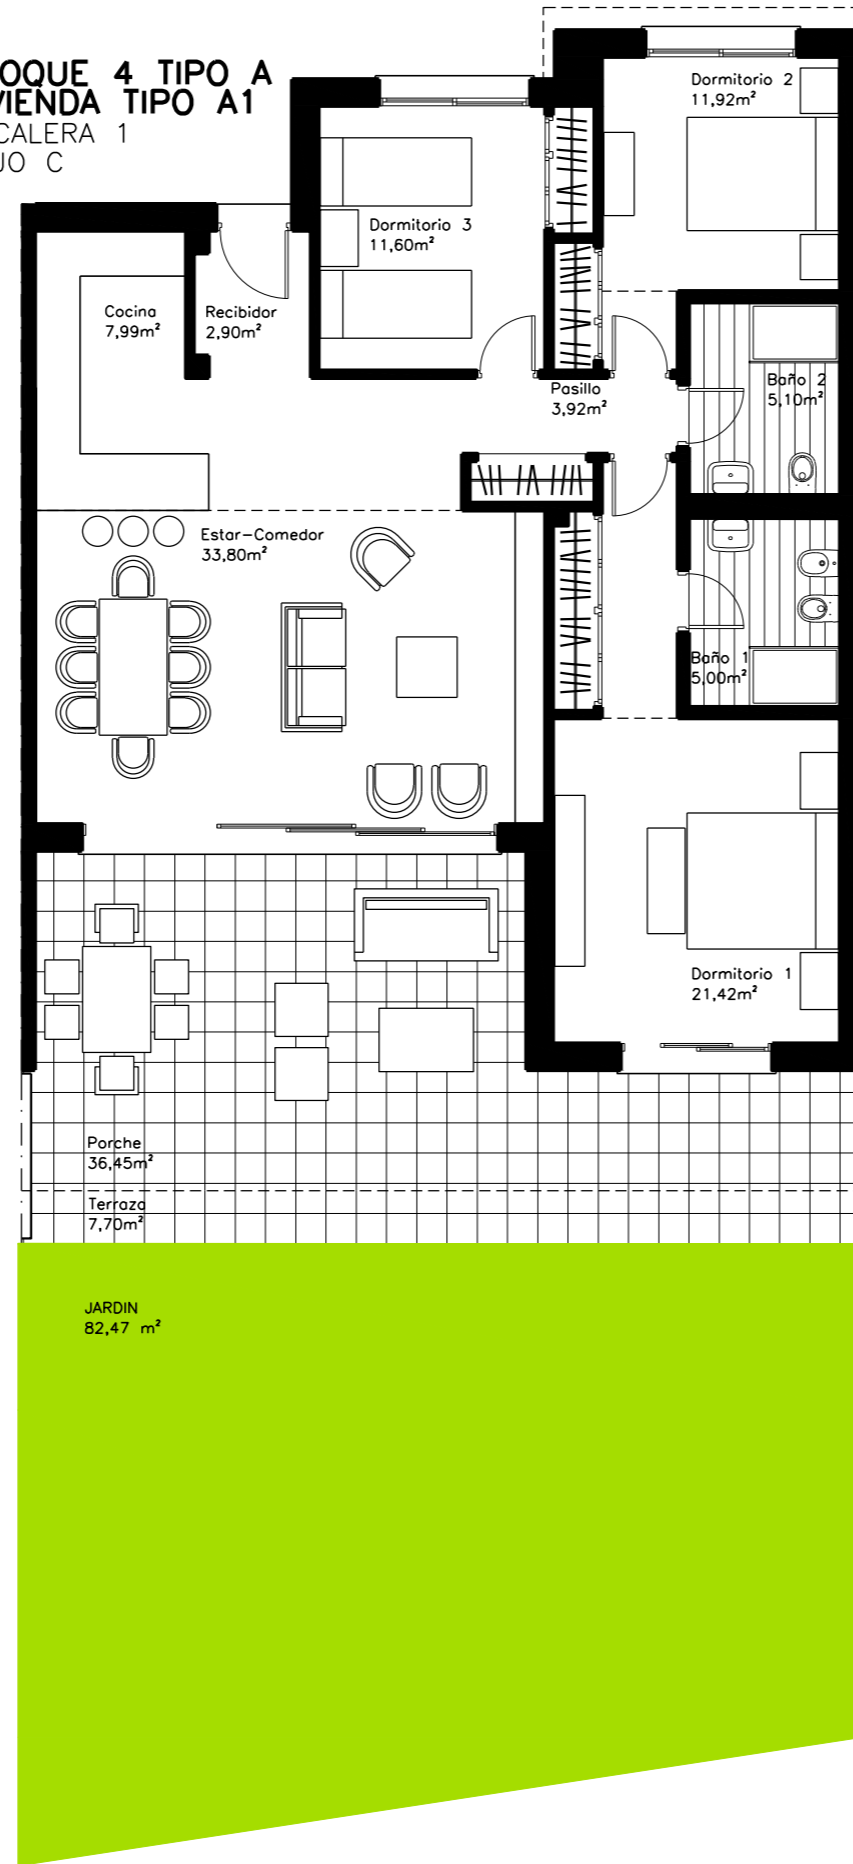 OQUE 4 TIPO A
VIENDA TIPO A1
CALERA 1
JO C
Dormitorio 2
11,92m²
Dormitorio 3
11,60m²
Cocina
7,99m²
Recibidor
2,90m²
Baño 2
5,10m²
Pasillo
3,92m²
Estar-Comedor
33,80m²
Baño 1
5,00m²
Dormitorio 1
21,42m²
Porche
36,45m²
Terraza
7,70m²
JARDIN
82,47 m²